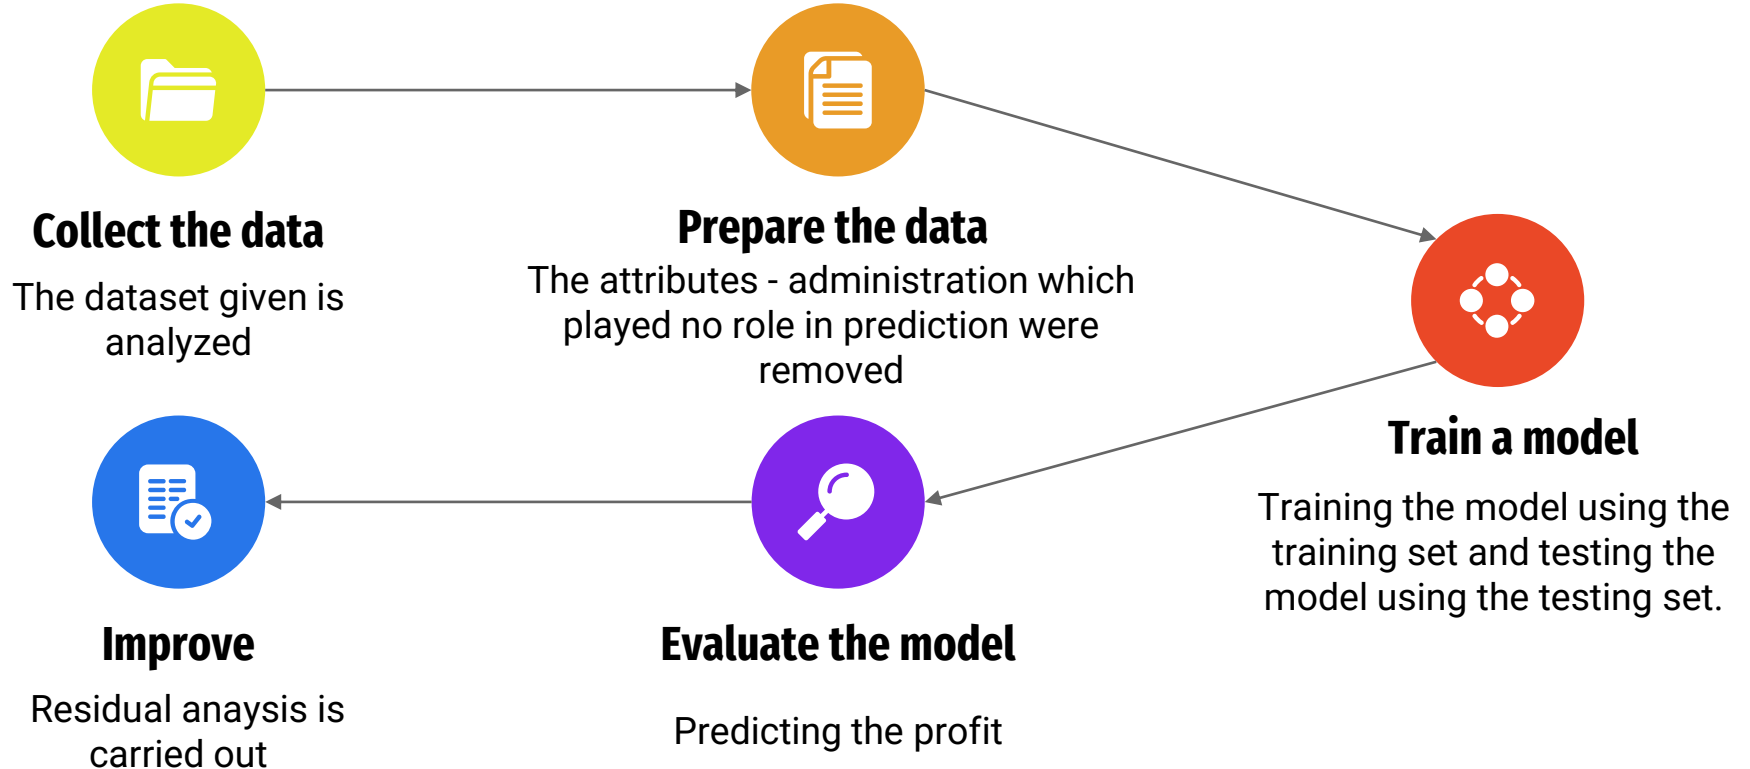 Collect the data
The dataset given is
analyzed
Prepare the data
The attributes - administration which
played no role in prediction were
removed
Train a model
Training the model using the
training set and testing the
model using the testing set.
Evaluate the model
Predicting the profit
Improve
Residual anaysis is
carried out